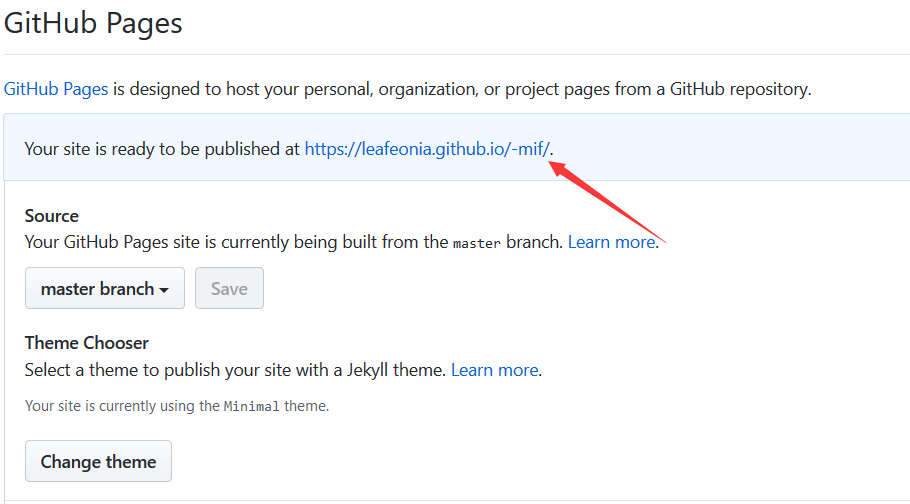 GitHub Pages
GitHub Pages is designed to host your personal, organization, or project pages from a GitHub repository.
Your site is ready to be published at https://leafeonia.github.io/-mif/.
Source
Your GitHub Pages site is currently being built from the master branch. Learn more.
master branch Save
Theme Chooser
Select a theme to publish your site with a Jekyll theme. Learn more.
Your site is currently using the Minimal theme.
Change theme